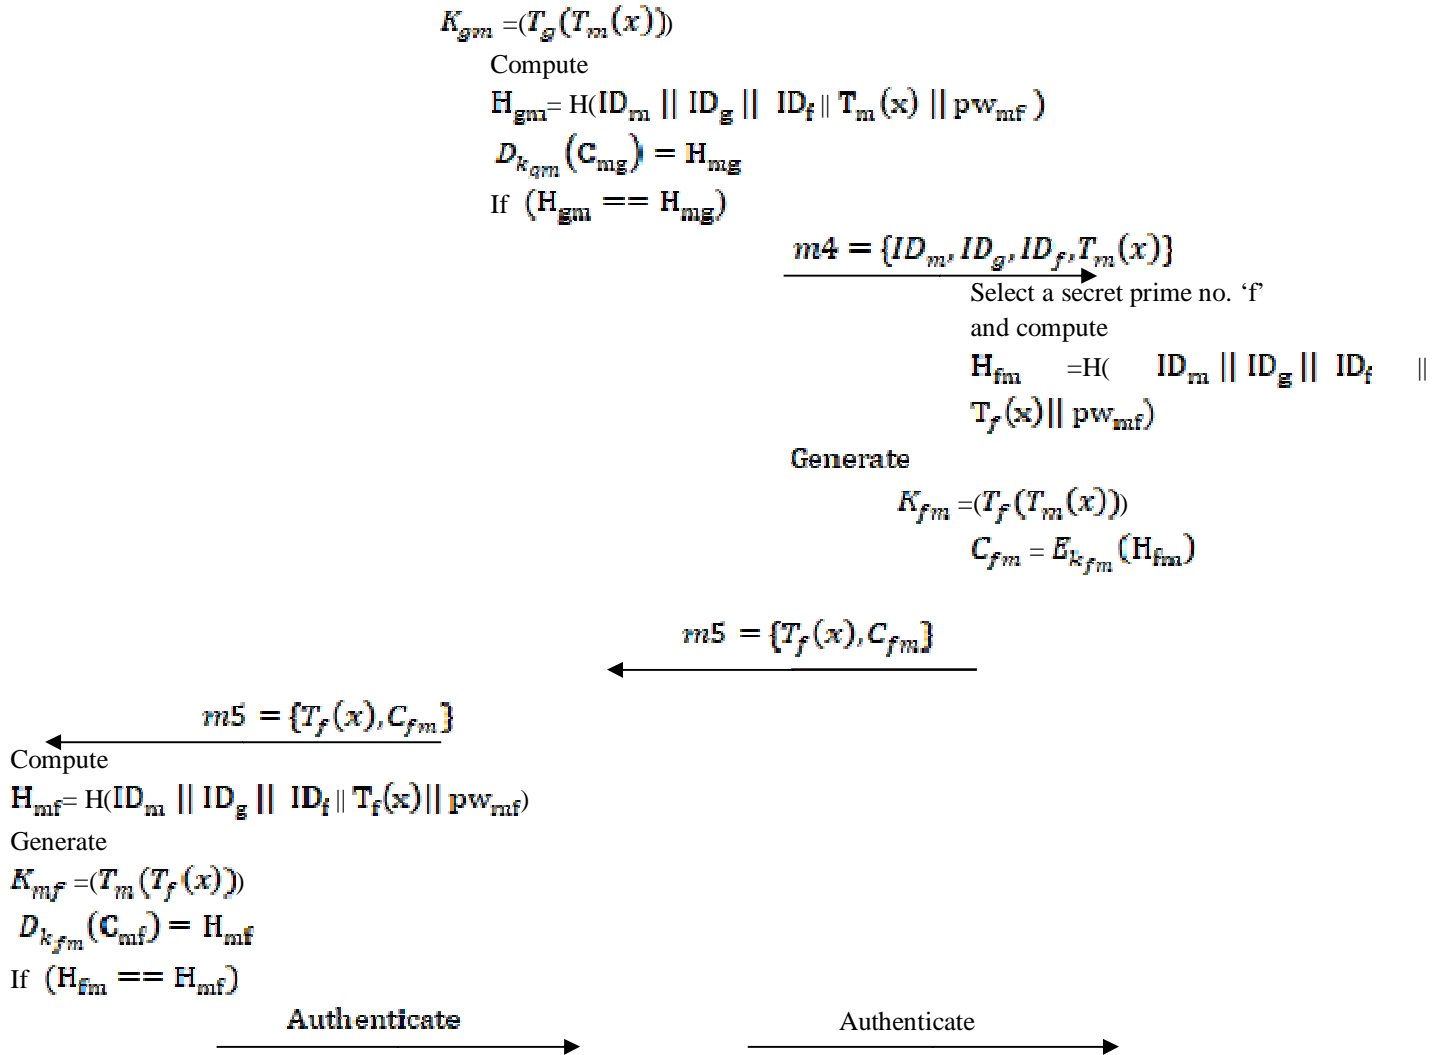 K_gm =(T_g(T_m(x)))
Compute
H_gm= H(ID_m || ID_g || ID_f || T_m(x) || pw_mf )
D_k_gm(C_mg) = H_mg
If (H_gm == H_mg)
m4 = {ID_m, ID_g, ID_f, T_m(x)}
Select a secret prime no. ‘f’
and compute
H_fm =H( ID_m || ID_g || ID_f ||
T_f(x)|| pw_mf)
Generate
K_fm =(T_f(T_m(x)))
C_fm = E_k_fm(H_fm)
m5 = {T_f(x), C_fm}
m5 = {T_f(x), C_fm}
Compute
H_mf= H(ID_m || ID_g || ID_f || T_f(x)|| pw_mf)
Generate
K_mf =(T_m(T_f(x)))
D_k_fm(C_mf) = H_mf
If (H_fm == H_mf)
Authenticate Authenticate